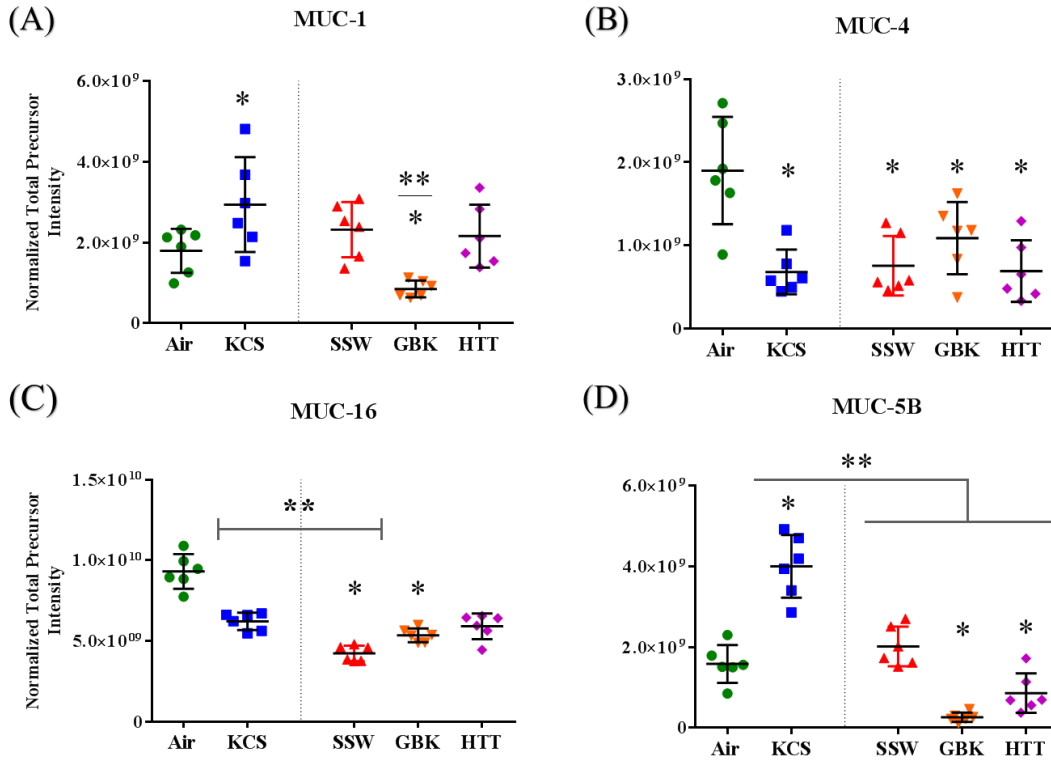 (A)
MUC-1
Normalized Total Precursor
Intensity
6.0×10⁹
4.0×10⁹
2.0×10⁹
0
*
**
*
Air KCS SSW GBK HTT
(B)
MUC-4
3.0×10⁹
2.0×10⁹
1.0×10⁹
0
* * * *
Air KCS SSW GBK HTT
(C)
MUC-16
Normalized Total Precursor
Intensity
1.5×10¹⁰
1.0×10¹⁰
5.0×10⁰⁹
0
**
* *
Air KCS SSW GBK HTT
(D)
MUC-5B
6.0×10⁹
4.0×10⁹
2.0×10⁹
0
**
*
* *
Air KCS SSW GBK HTT